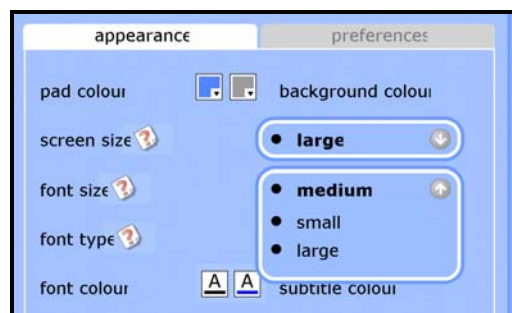 appearance preferences
pad colour background colour
screen size ? large
font size ? medium
small
font type ? large
font colour A A subtitle colour